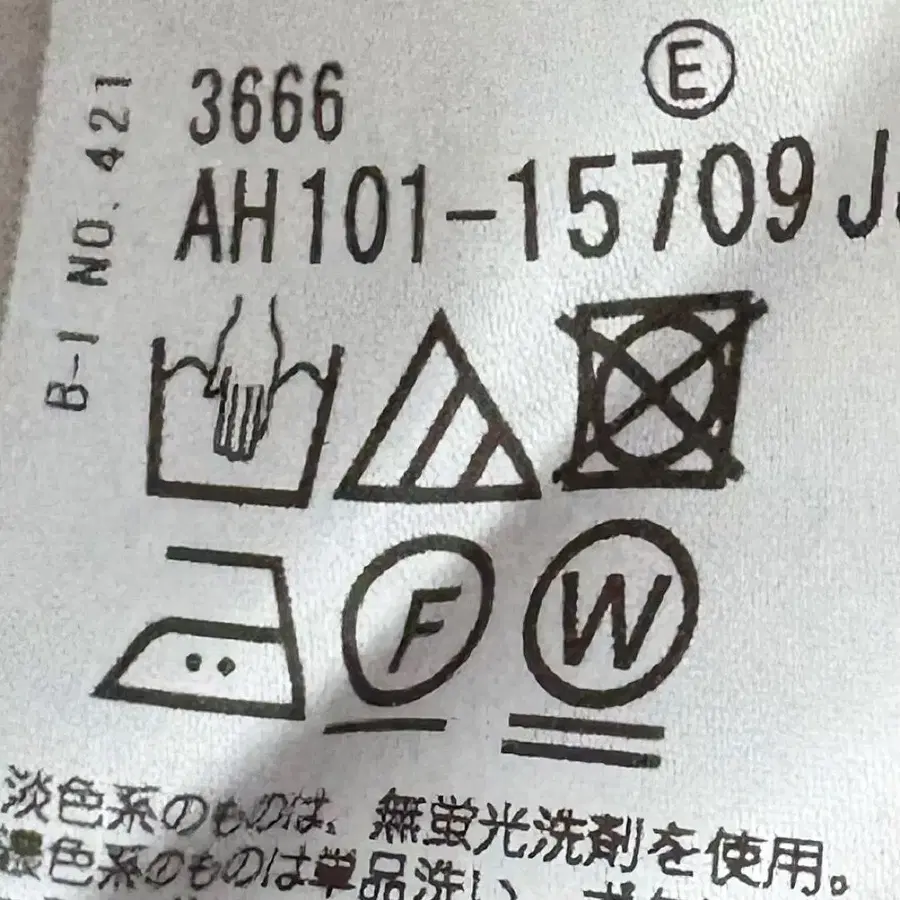 E
3666
AH101-15709 J
B-1 NO. 421
F
W
淡色系のものは、無蛍光洗剤を使用。
濃色系のものは単品洗い、